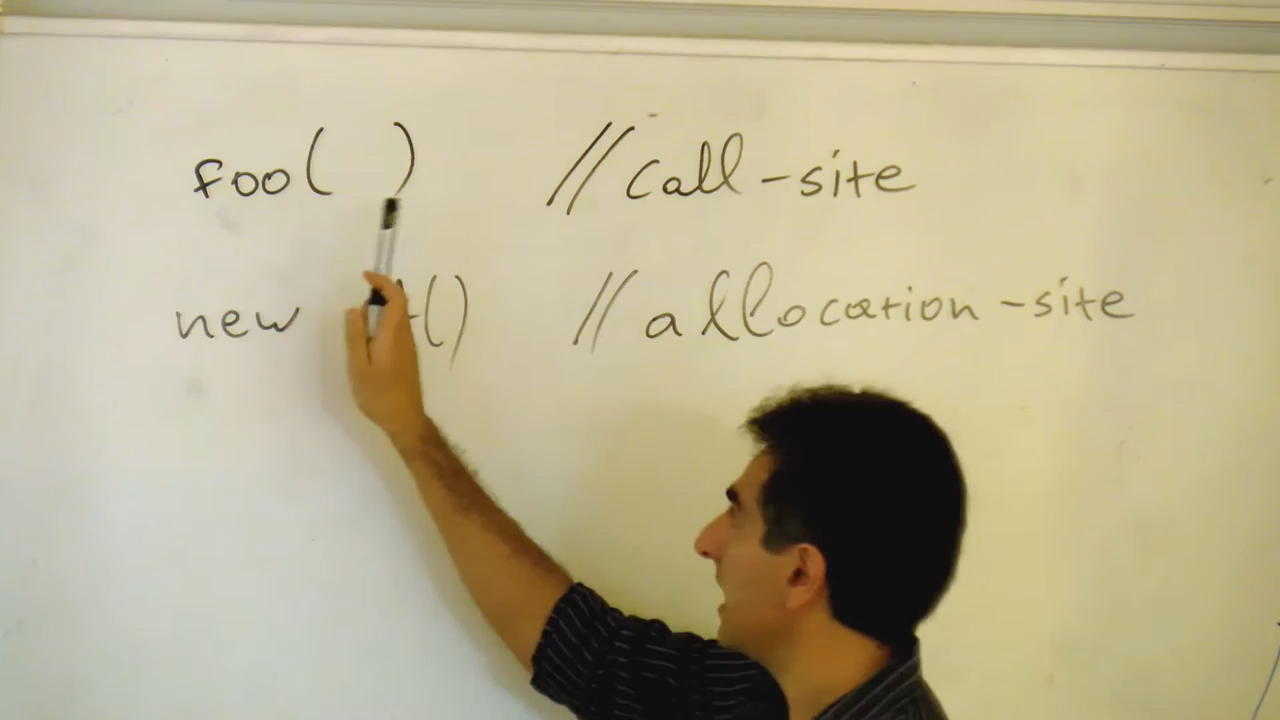 foo( ) //call-site
new () //allocation-site